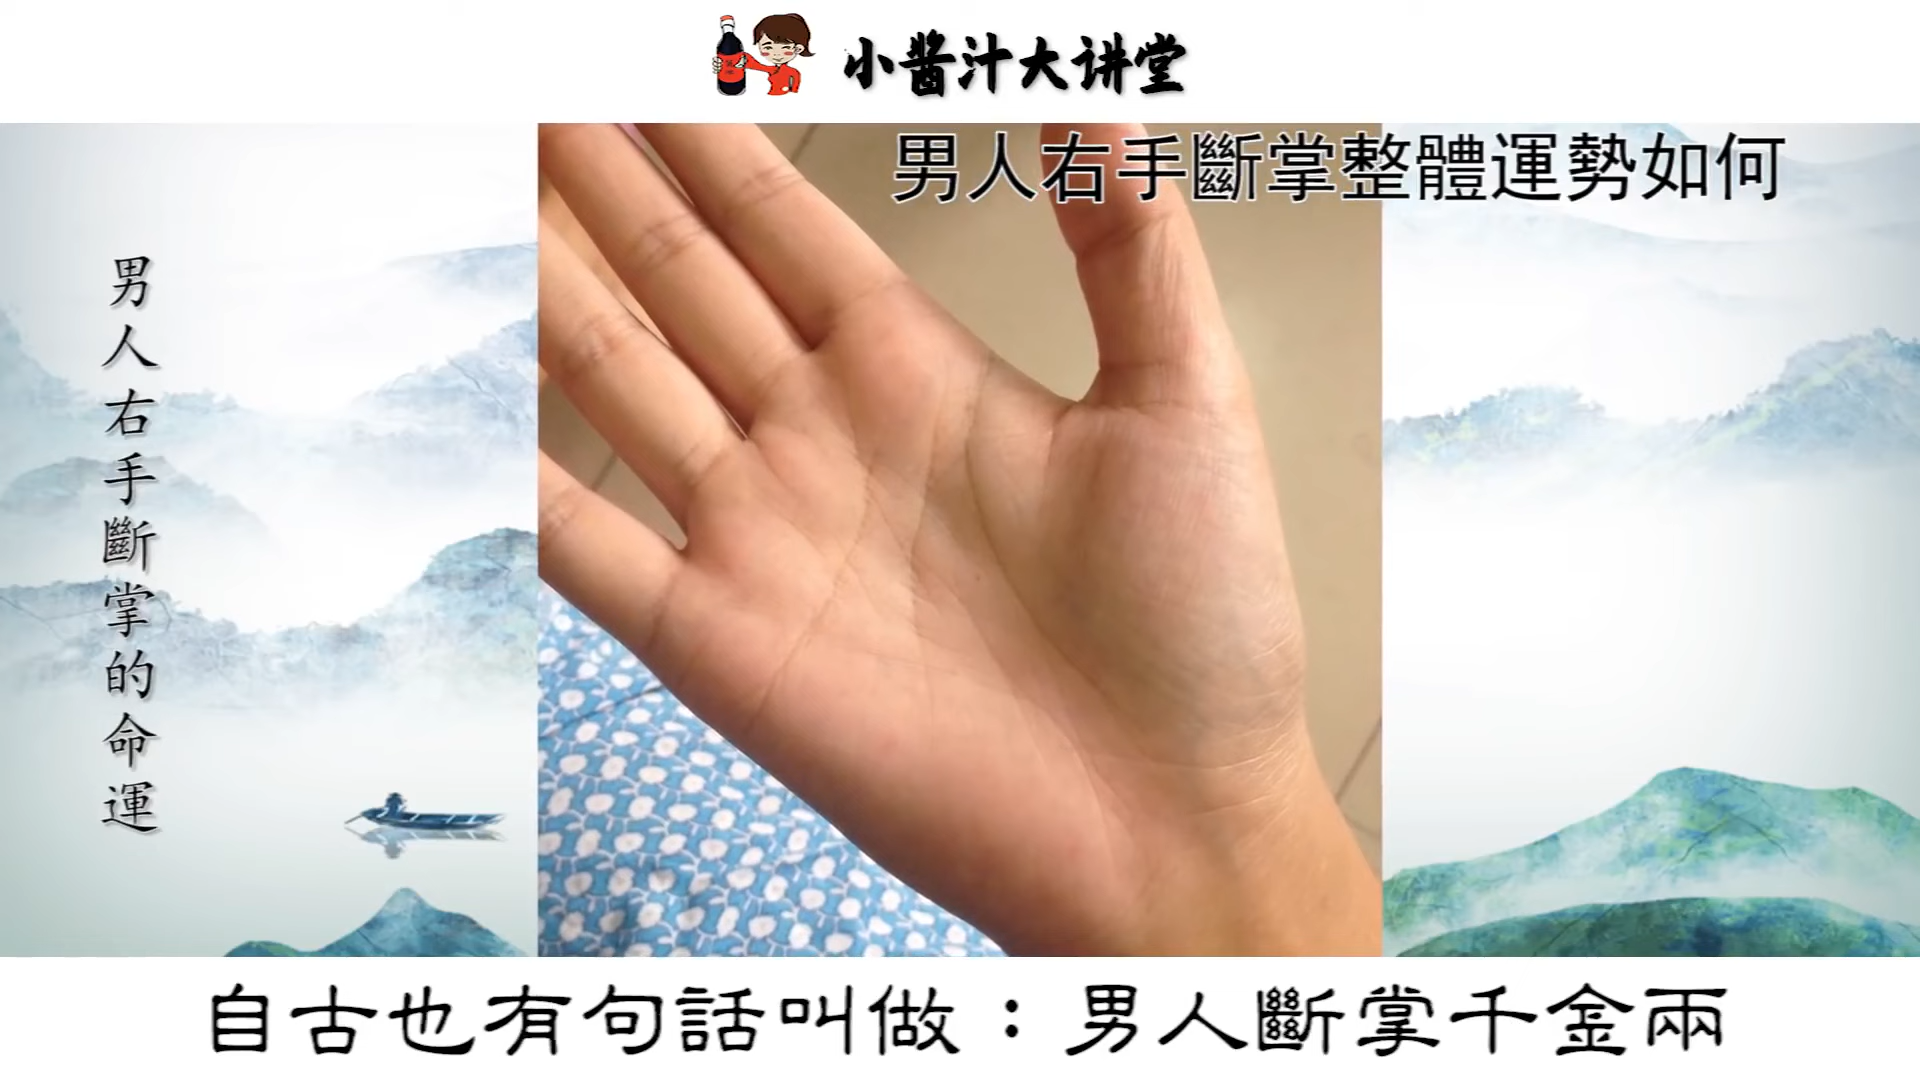 小酱汁大讲堂
男人右手斷掌整體運勢如何
男人右手斷掌的命運
自古也有句話叫做：男人斷掌千金兩